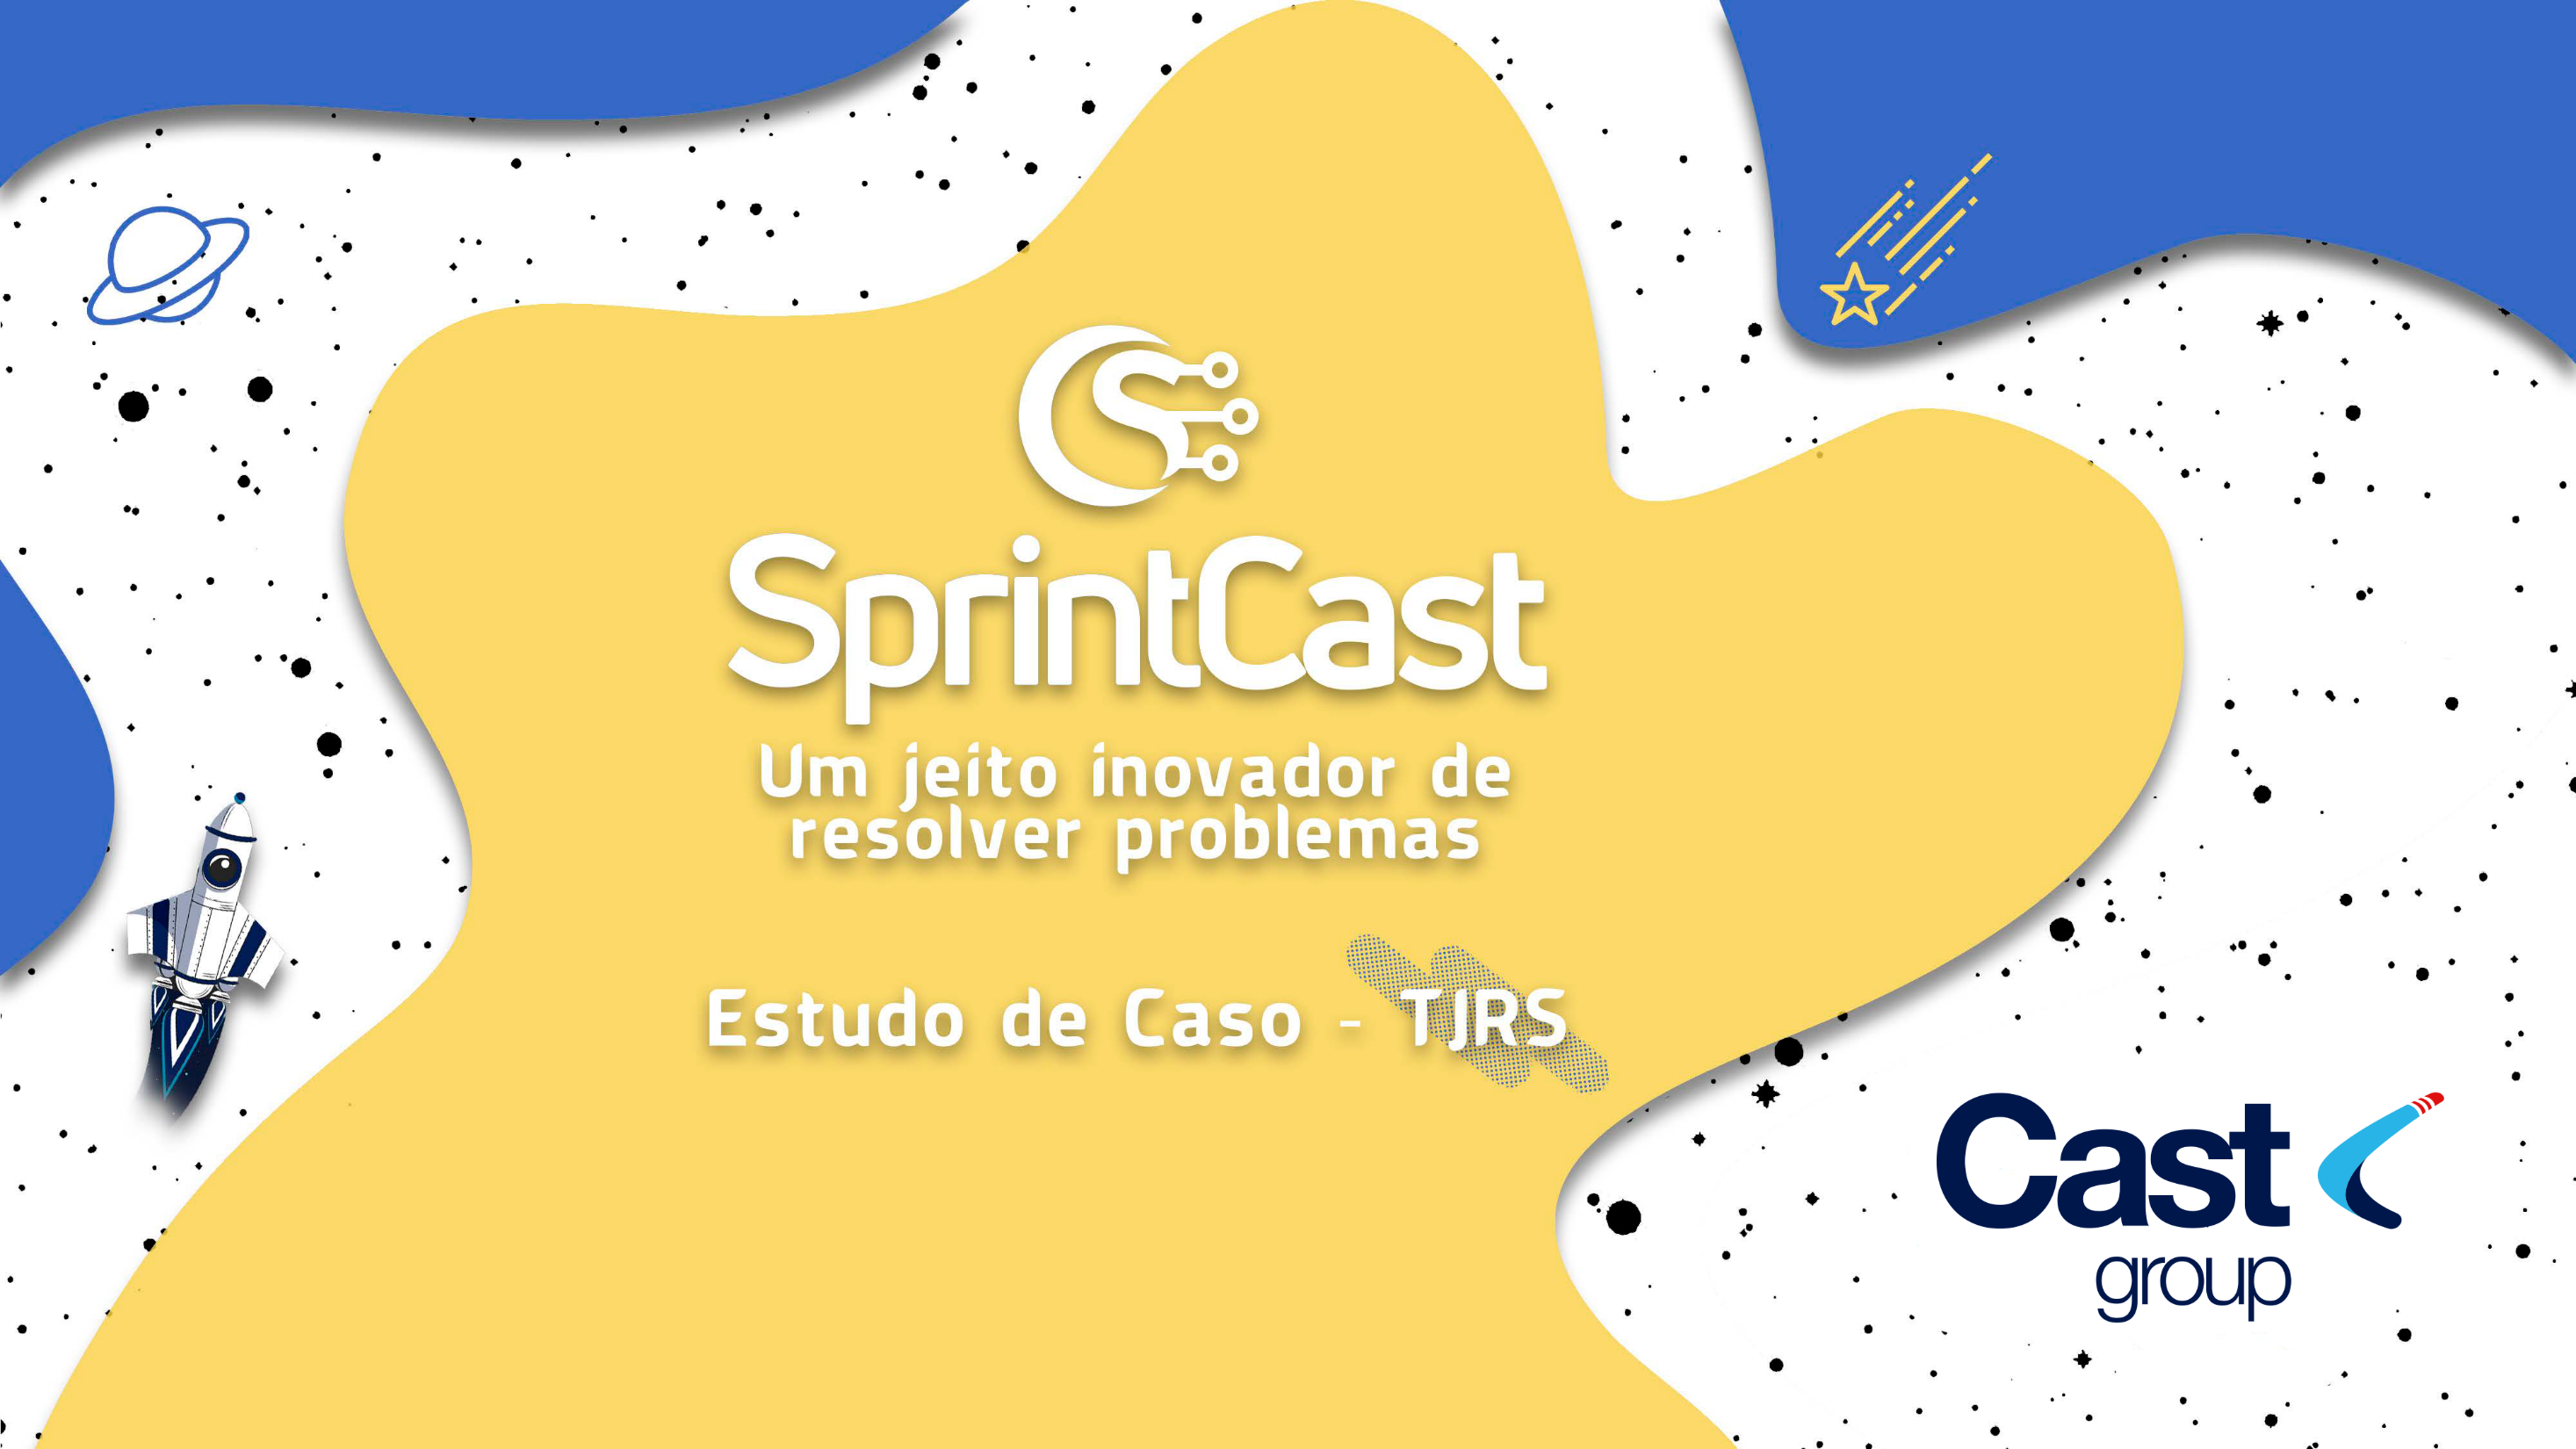 SprintCast
Um jeito inovador de
resolver problemas
Estudo de Caso - TJRS
Cast
group